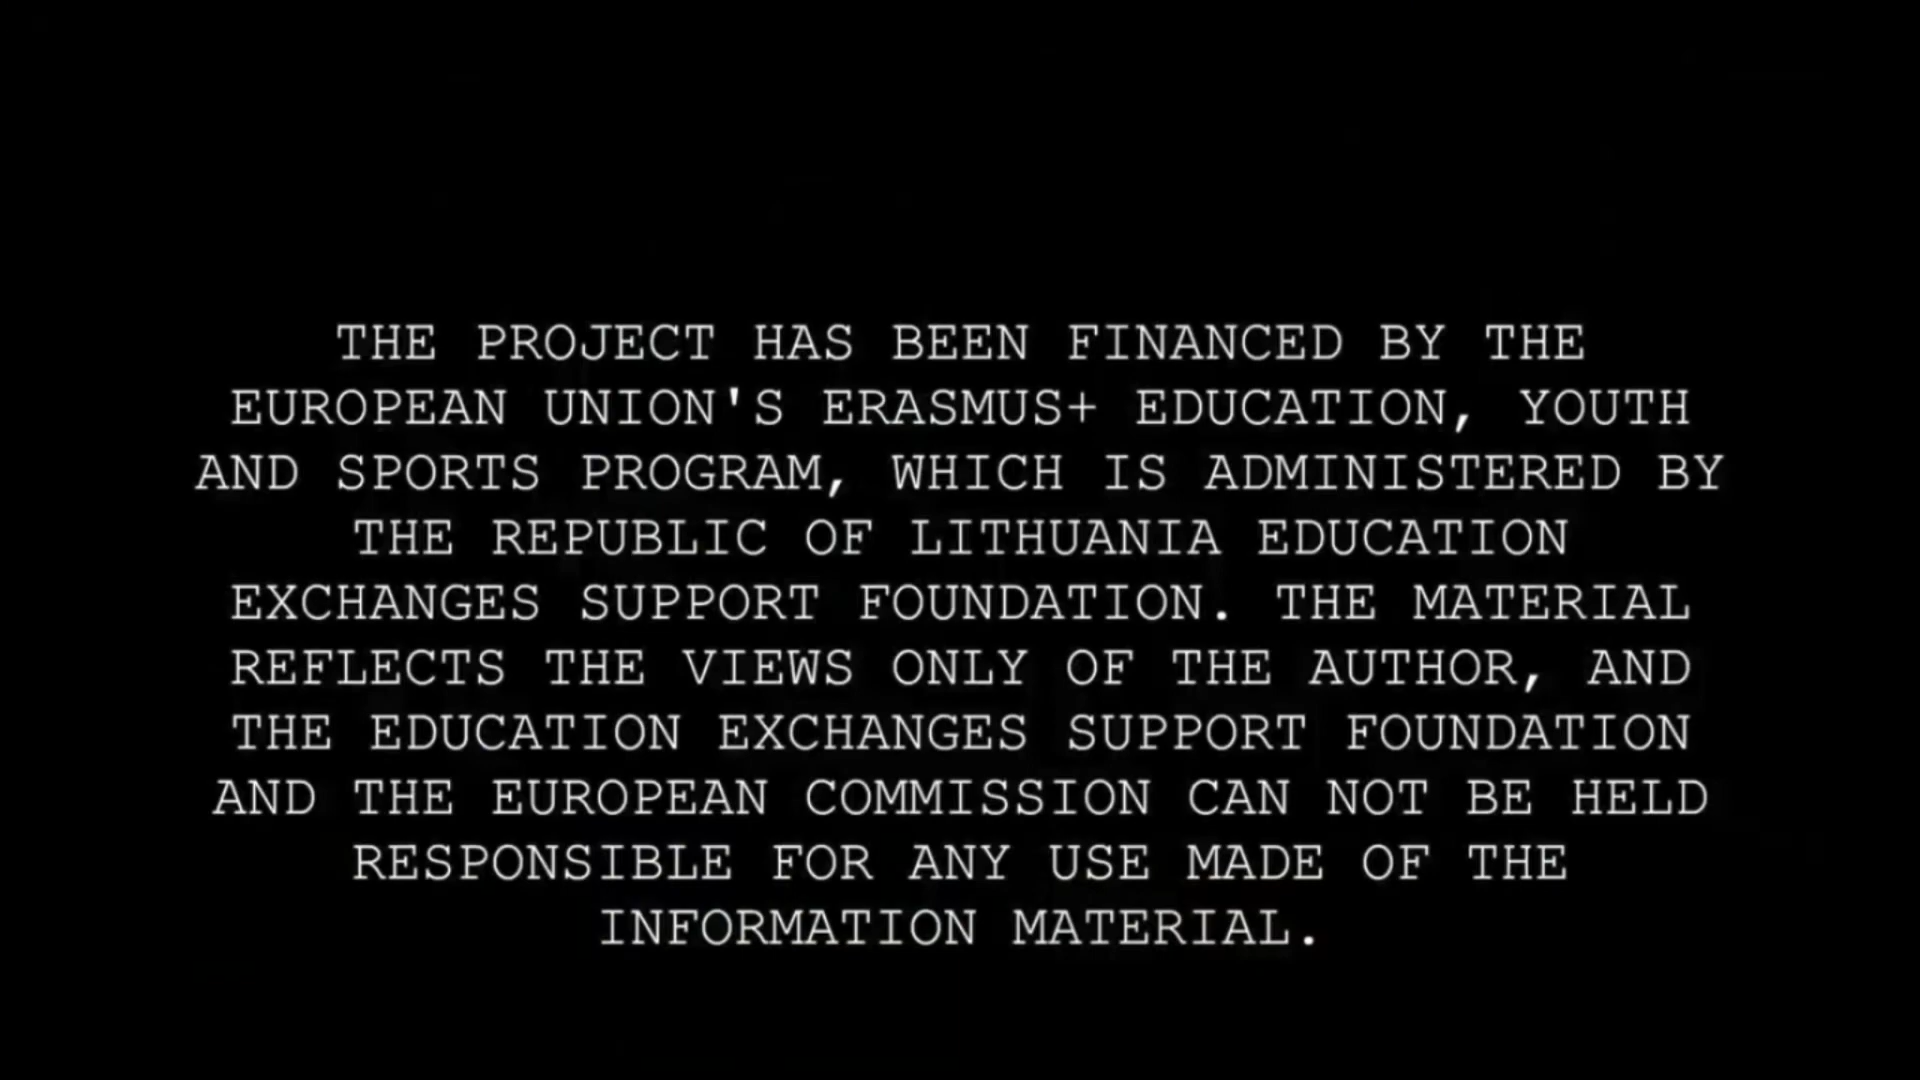 THE PROJECT HAS BEEN FINANCED BY THE
EUROPEAN UNION'S ERASMUS+ EDUCATION, YOUTH
AND SPORTS PROGRAM, WHICH IS ADMINISTERED BY
THE REPUBLIC OF LITHUANIA EDUCATION
EXCHANGES SUPPORT FOUNDATION. THE MATERIAL
REFLECTS THE VIEWS ONLY OF THE AUTHOR, AND
THE EDUCATION EXCHANGES SUPPORT FOUNDATION
AND THE EUROPEAN COMMISSION CAN NOT BE HELD
RESPONSIBLE FOR ANY USE MADE OF THE
INFORMATION MATERIAL.